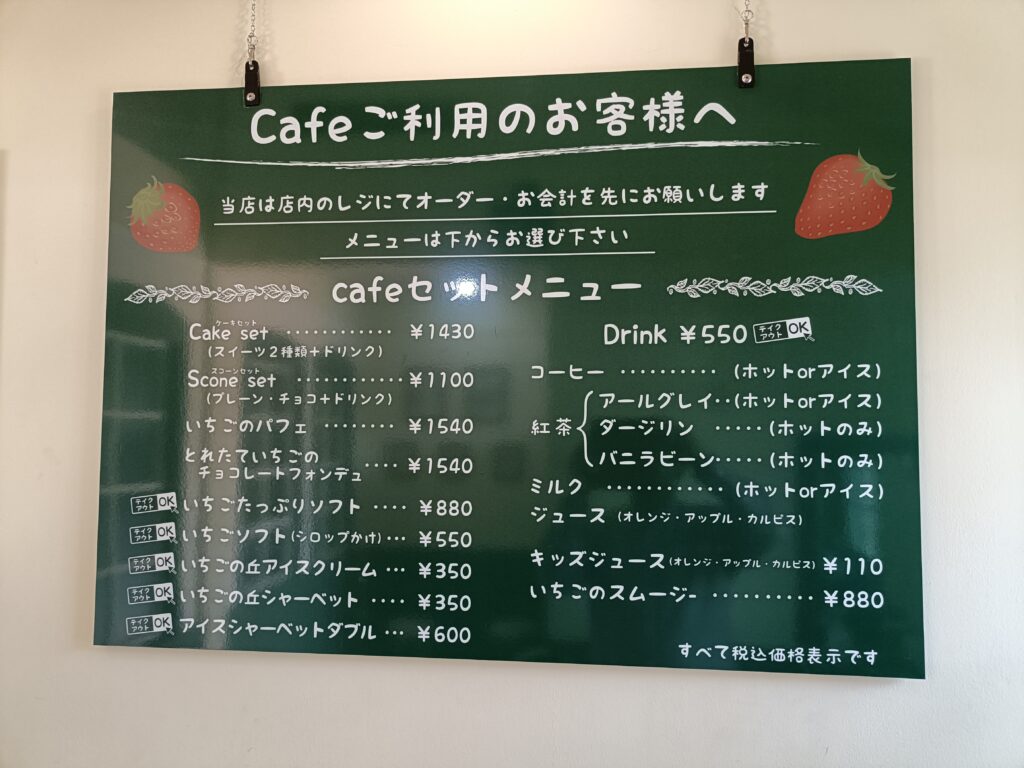 Cafeご利用のお客様へ
当店は店内のレジにてオーダー・お会計を先にお願いします
メニューは下からお選び下さい
cafeセットメニュー
ケーキセット
Cake set ············ ¥1430
(スイーツ2種類+ドリンク)
スコーンセット
Scone set ············ ¥1100
(プレーン・チョコ+ドリンク)
いちごのパフェ ········ ¥1540
とれたていちごの
チョコレートフォンデュ ···· ¥1540
テイクアウトOK いちごたっぷりソフト ···· ¥880
テイクアウトOK いちごソフト(シロップかけ)··· ¥550
テイクアウトOK いちごの丘アイスクリーム ··· ¥350
テイクアウトOK いちごの丘シャーベット ···· ¥350
テイクアウトOK アイスシャーベットダブル ··· ¥600
Drink ¥550 テイクアウトOK
コーヒー ·········· (ホットorアイス)
紅茶 アールグレイ··(ホットorアイス)
ダージリン ·····(ホットのみ)
バニラビーン·····(ホットのみ)
ミルク ············ (ホットorアイス)
ジュース (オレンジ・アップル・カルピス)
キッズジュース(オレンジ・アップル・カルピス) ¥110
いちごのスムージー ·········· ¥880
すべて税込価格表示です